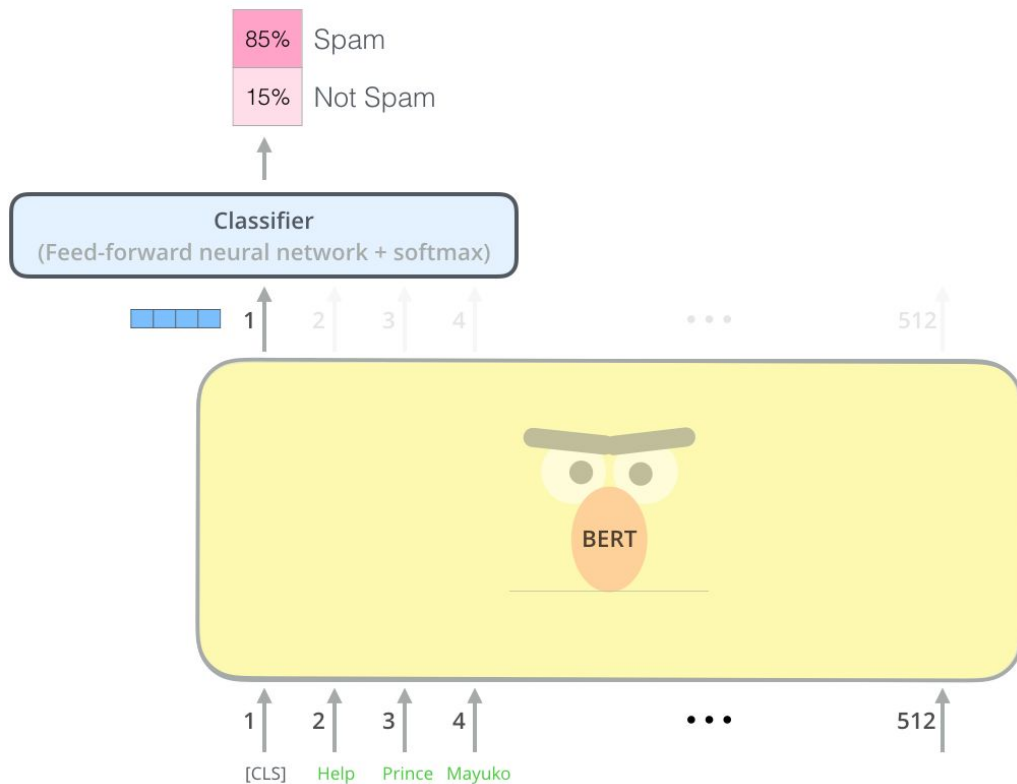 85% Spam
15% Not Spam
Classifier
(Feed-forward neural network + softmax)
1 2 3 4 ••• 512
BERT
1 2 3 4 ••• 512
[CLS] Help Prince Mayuko